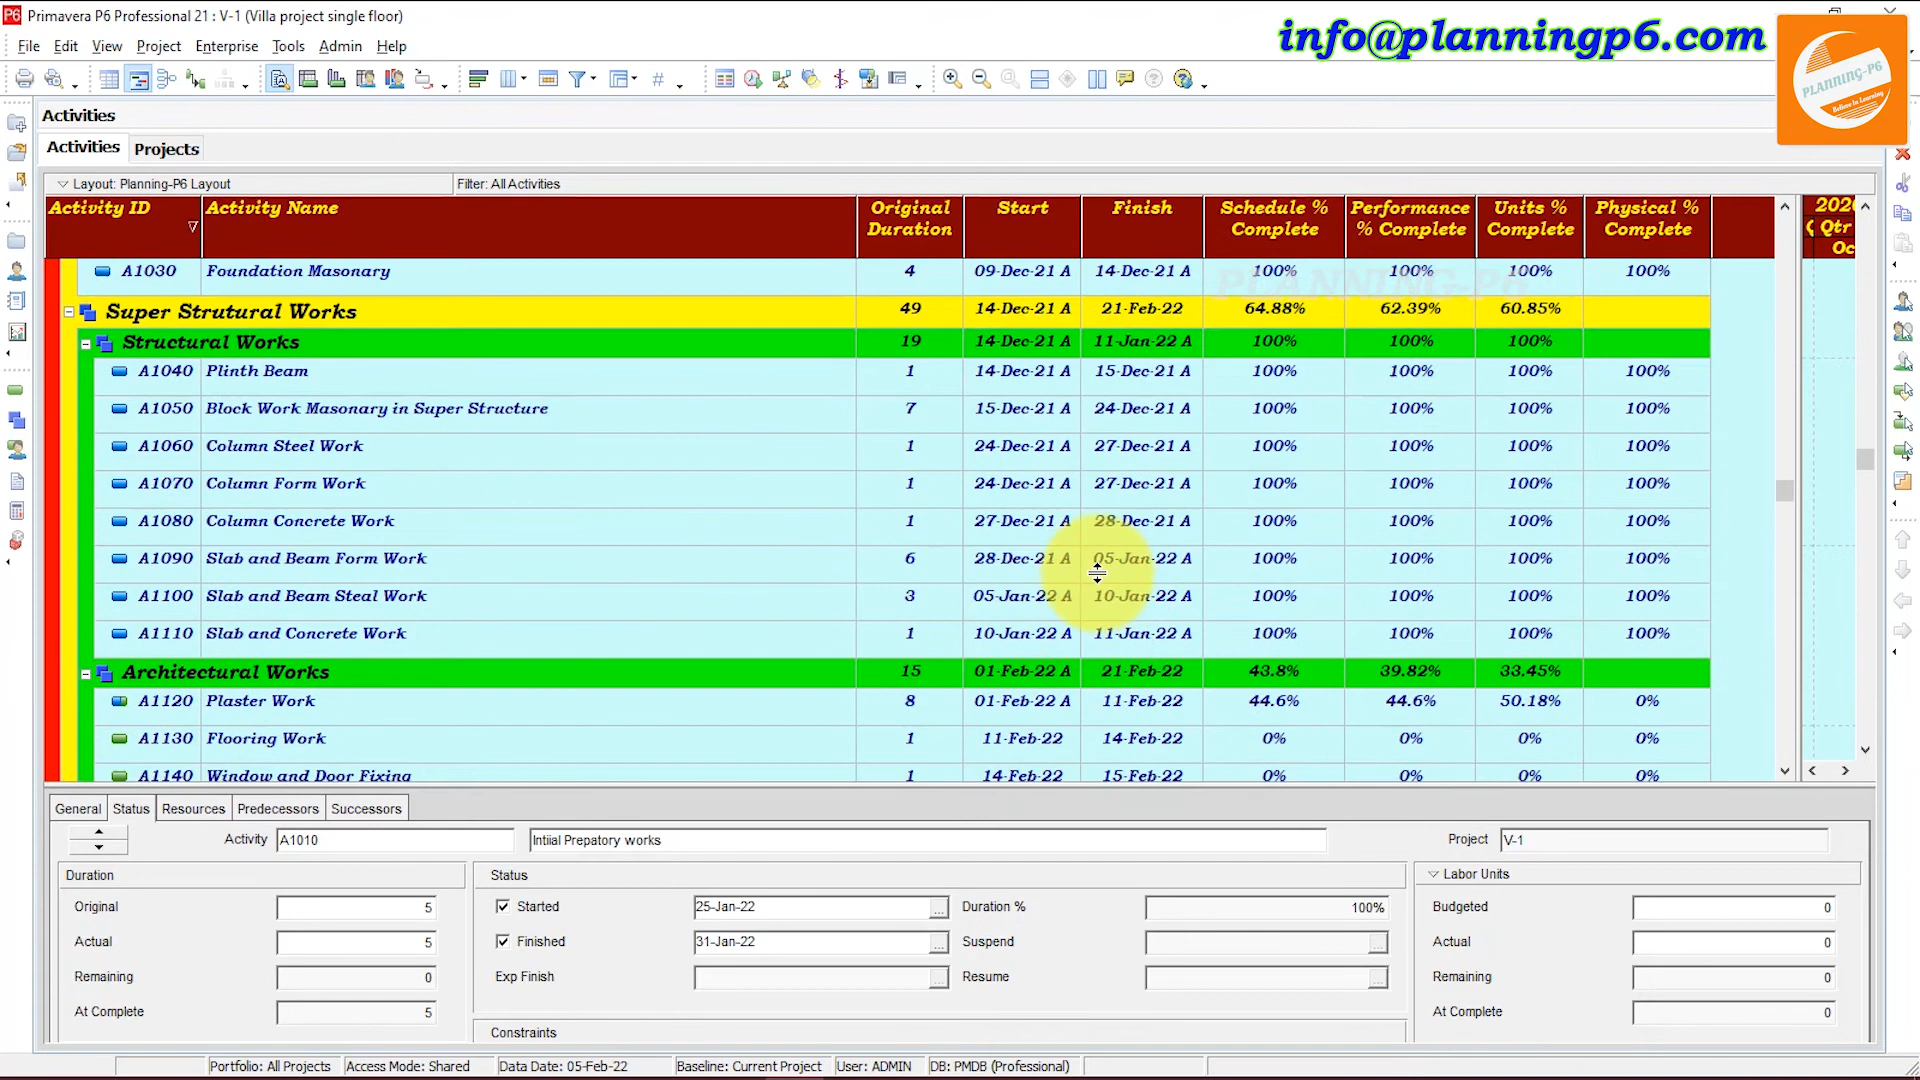 Primavera P6 Professional 21 : V-1 (Villa project single floor)
info@planningp6.com
PLANNING-P6
Believe In Learning
File Edit View Project Enterprise Tools Admin Help
Activities
Activities Projects
Layout: Planning-P6 Layout Filter: All Activities
Activity ID Activity Name Original Duration Start Finish Schedule % Complete Performance % Complete Units % Complete Physical % Complete
Qtr
Oc
PLANNING-P6
A1030 Foundation Masonary 4 09-Dec-21 A 14-Dec-21 A 100% 100% 100% 100%
Super Strutural Works 49 14-Dec-21 A 21-Feb-22 64.88% 62.39% 60.85%
Structural Works 19 14-Dec-21 A 11-Jan-22 A 100% 100% 100%
A1040 Plinth Beam 1 14-Dec-21 A 15-Dec-21 A 100% 100% 100% 100%
A1050 Block Work Masonary in Super Structure 7 15-Dec-21 A 24-Dec-21 A 100% 100% 100% 100%
A1060 Column Steel Work 1 24-Dec-21 A 27-Dec-21 A 100% 100% 100% 100%
A1070 Column Form Work 1 24-Dec-21 A 27-Dec-21 A 100% 100% 100% 100%
A1080 Column Concrete Work 1 27-Dec-21 A 28-Dec-21 A 100% 100% 100% 100%
A1090 Slab and Beam Form Work 6 28-Dec-21 A 05-Jan-22 A 100% 100% 100% 100%
A1100 Slab and Beam Steal Work 3 05-Jan-22 A 10-Jan-22 A 100% 100% 100% 100%
A1110 Slab and Concrete Work 1 10-Jan-22 A 11-Jan-22 A 100% 100% 100% 100%
Architectural Works 15 01-Feb-22 A 21-Feb-22 43.8% 39.82% 33.45%
A1120 Plaster Work 8 01-Feb-22 A 11-Feb-22 44.6% 44.6% 50.18% 0%
A1130 Flooring Work 1 11-Feb-22 14-Feb-22 0% 0% 0% 0%
A1140 Window and Door Fixing 1 14-Feb-22 15-Feb-22 0% 0% 0% 0%
General Status Resources Predecessors Successors
Activity A1010 Intiial Prepatory works Project V-1
Duration Status Labor Units
Original 5 Started 25-Jan-22 Duration % 100% Budgeted 0
Actual 5 Finished 31-Jan-22 Suspend Actual 0
Remaining 0 Exp Finish Resume Remaining 0
At Complete 5 At Complete 0
Constraints
Portfolio: All Projects Access Mode: Shared Data Date: 05-Feb-22 Baseline: Current Project User: ADMIN DB: PMDB (Professional)